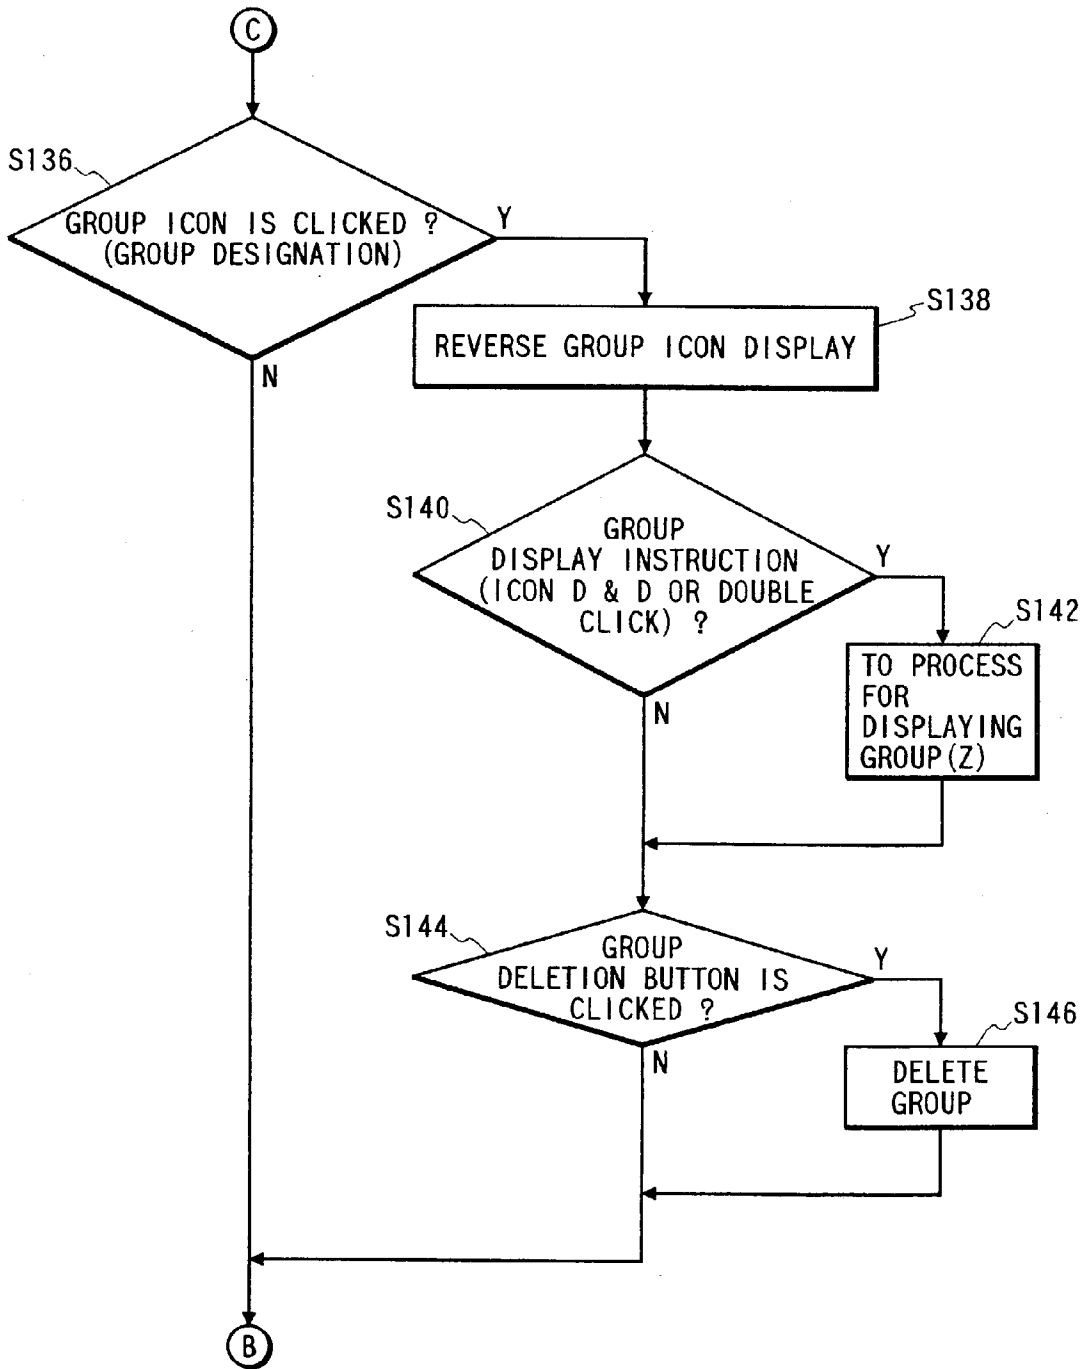 C
S136
GROUP ICON IS CLICKED ?
(GROUP DESIGNATION)
Y
N
S138
REVERSE GROUP ICON DISPLAY
S140
GROUP
DISPLAY INSTRUCTION
(ICON D & D OR DOUBLE
CLICK) ?
Y
N
S142
TO PROCESS
FOR
DISPLAYING
GROUP(Z)
S144
GROUP
DELETION BUTTON IS
CLICKED ?
Y
N
S146
DELETE
GROUP
B